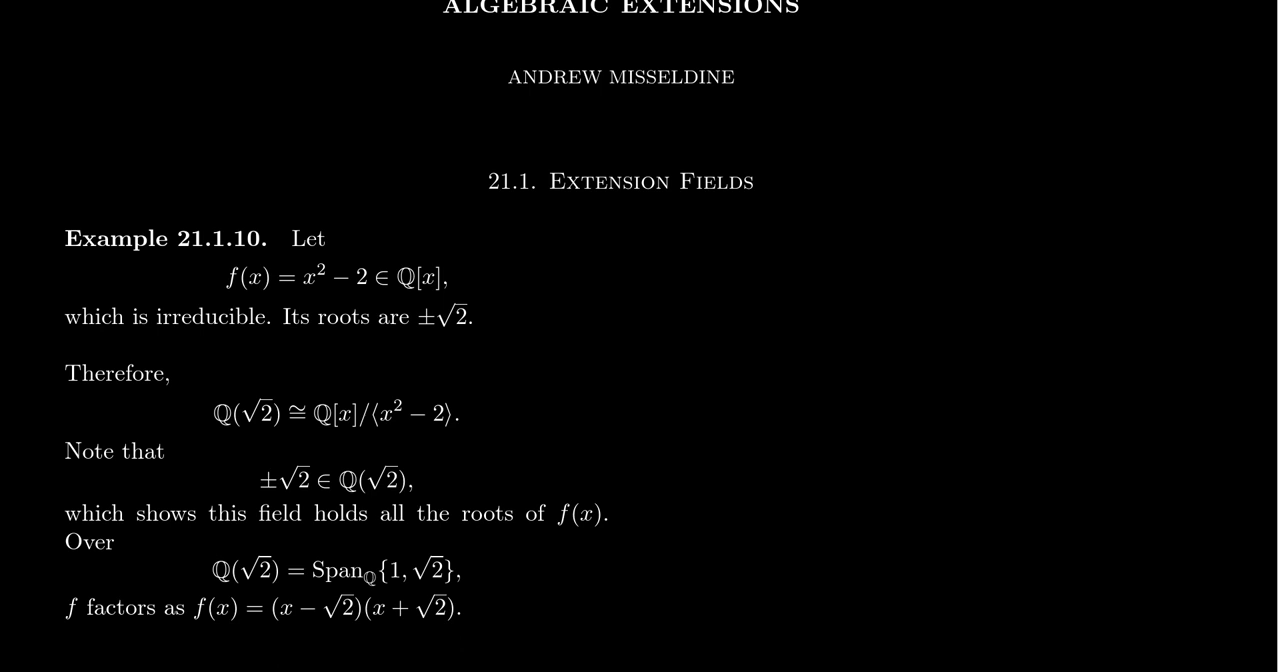 ALGEBRAIC EXTENSIONS
ANDREW MISSELDINE
21.1. Extension Fields
Example 21.1.10. Let
f(x) = x² − 2 ∈ ℚ[x],
which is irreducible. Its roots are ±√2.
Therefore,
ℚ(√2) ≅ ℚ[x]/⟨x² − 2⟩.
Note that
±√2 ∈ ℚ(√2),
which shows this field holds all the roots of f(x).
Over
ℚ(√2) = Span_ℚ{1, √2},
f factors as f(x) = (x − √2)(x + √2).